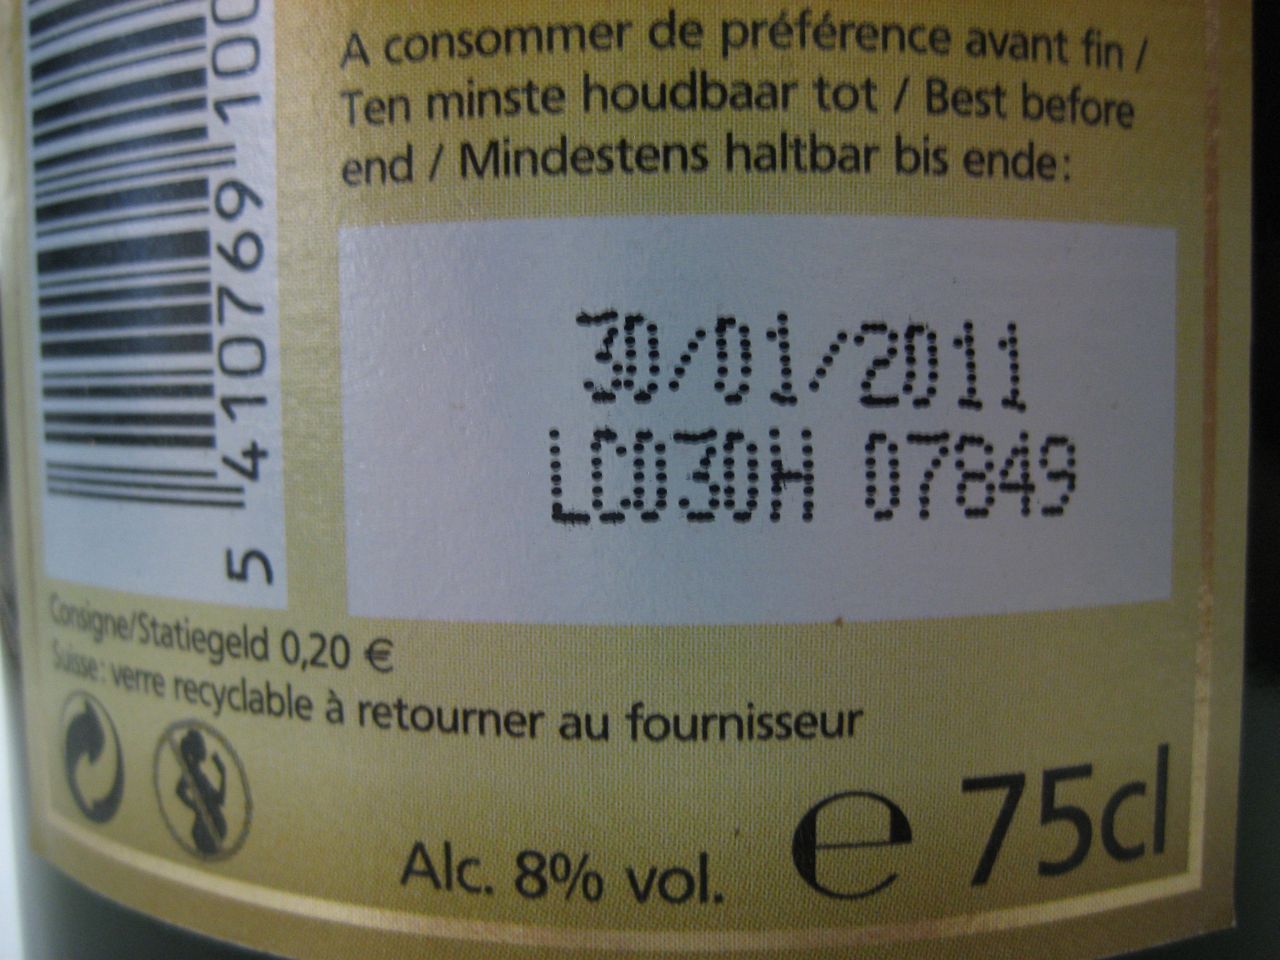 A consommer de préférence avant fin /
Ten minste houdbaar tot / Best before
end / Mindestens haltbar bis ende:
30/01/2011
LC030H 07849
5 410769 100
Consigne/Statiegeld 0,20 €
Suisse: verre recyclable à retourner au fournisseur
Alc. 8% vol. e 75cl